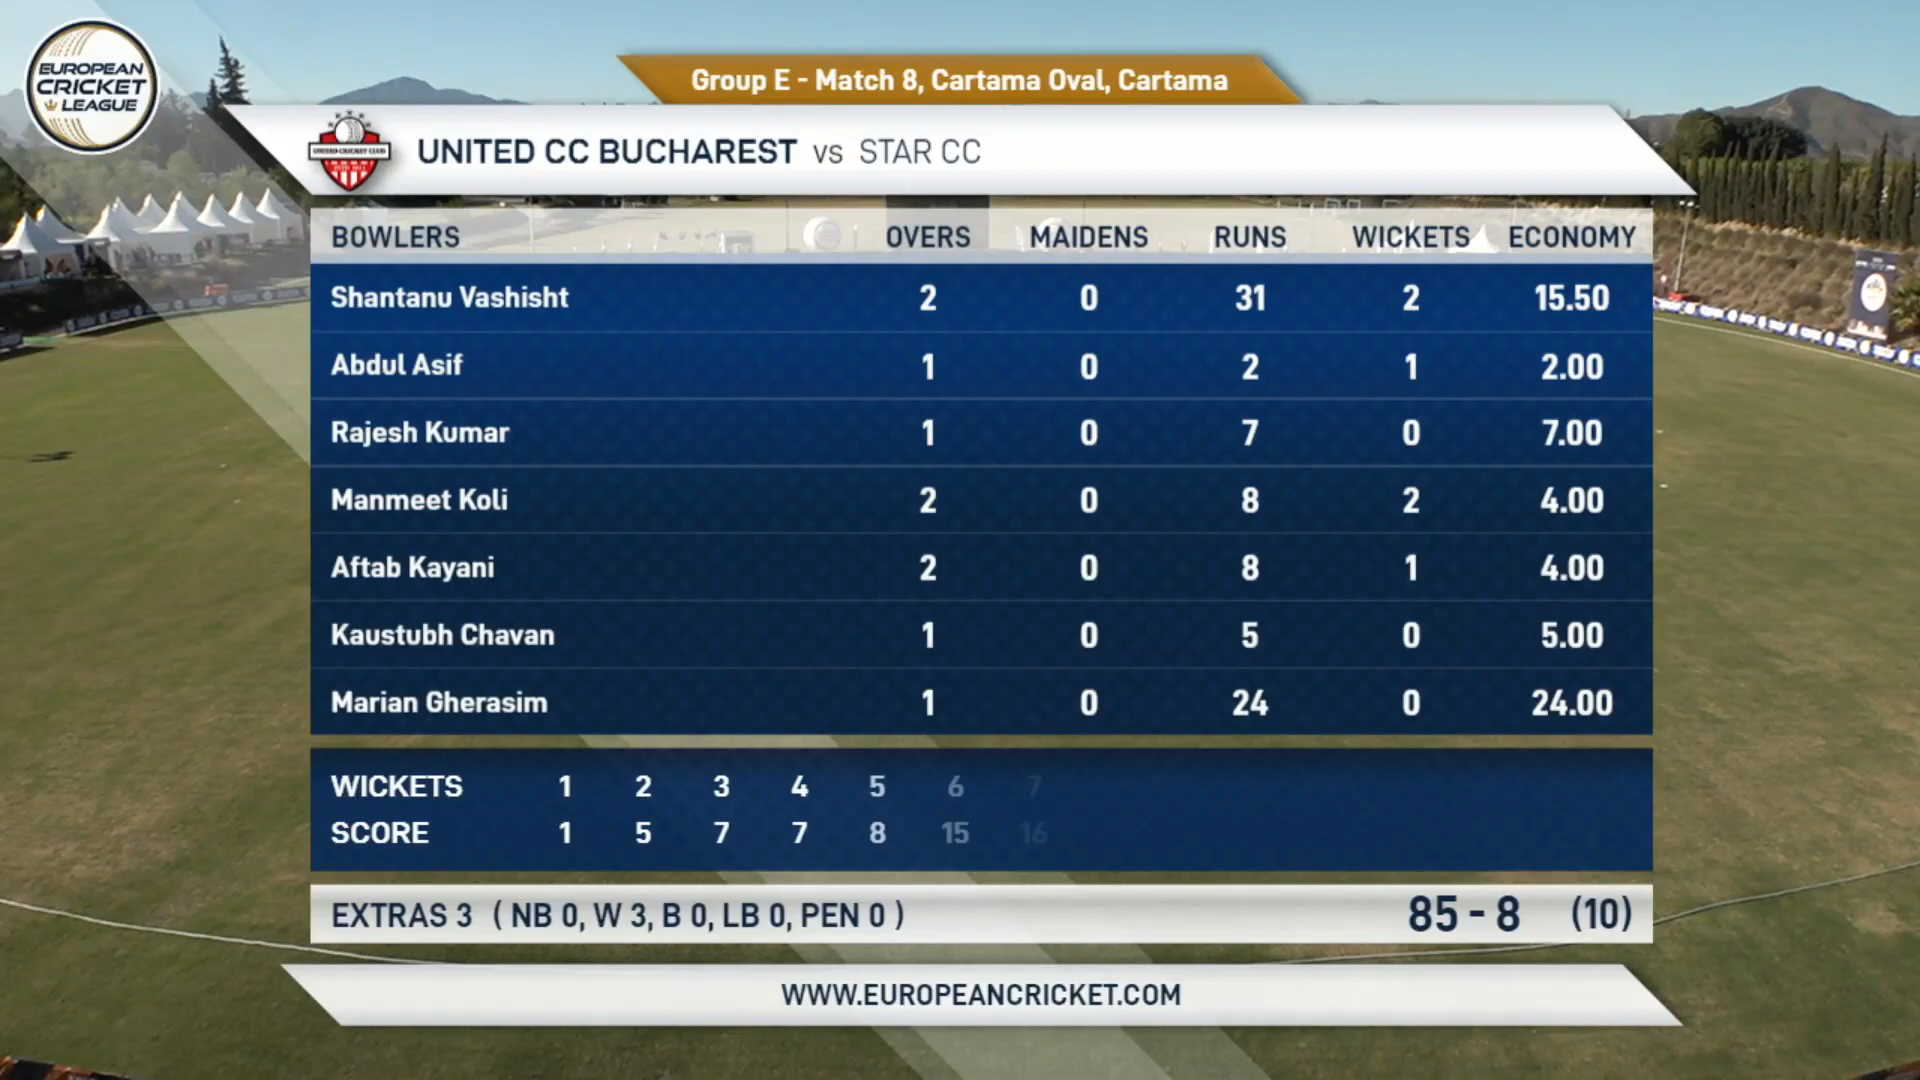 EUROPEAN
CRICKET
LEAGUE
Group E - Match 8, Cartama Oval, Cartama
UNITED CRICKET CLUB
UNITED CC BUCHAREST vs STAR CC
BOWLERS OVERS MAIDENS RUNS WICKETS ECONOMY
Shantanu Vashisht 2 0 31 2 15.50
Abdul Asif 1 0 2 1 2.00
Rajesh Kumar 1 0 7 0 7.00
Manmeet Koli 2 0 8 2 4.00
Aftab Kayani 2 0 8 1 4.00
Kaustubh Chavan 1 0 5 0 5.00
Marian Gherasim 1 0 24 0 24.00
WICKETS 1 2 3 4 5 6 7
SCORE 1 5 7 7 8 15 16
EXTRAS 3 ( NB 0, W 3, B 0, LB 0, PEN 0 ) 85 - 8 (10)
WWW.EUROPEANCRICKET.COM